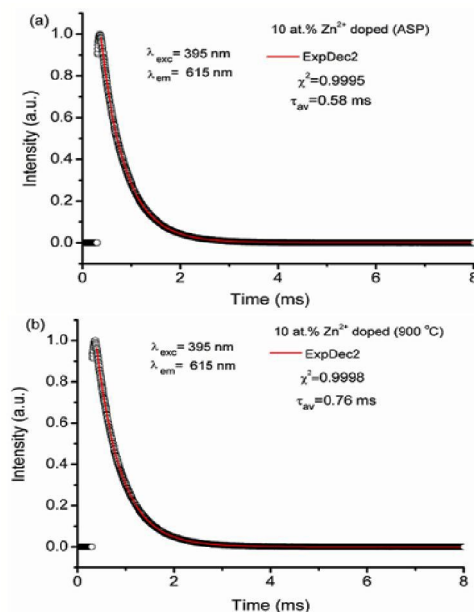 (a)
10 at.% Zn²⁺ doped (ASP)
λexc= 395 nm
λem = 615 nm
ExpDec2
χ²=0.9995
τav=0.58 ms
Intensity (a.u.)
1.0
0.8
0.6
0.4
0.2
0.0
0 2 4 6 8
Time (ms)
(b)
10 at.% Zn²⁺ doped (900 °C)
λexc= 395 nm
λem = 615 nm
ExpDec2
χ²=0.9998
τav=0.76 ms
Intensity (a.u.)
1.0
0.8
0.6
0.4
0.2
0.0
0 2 4 6 8
Time (ms)